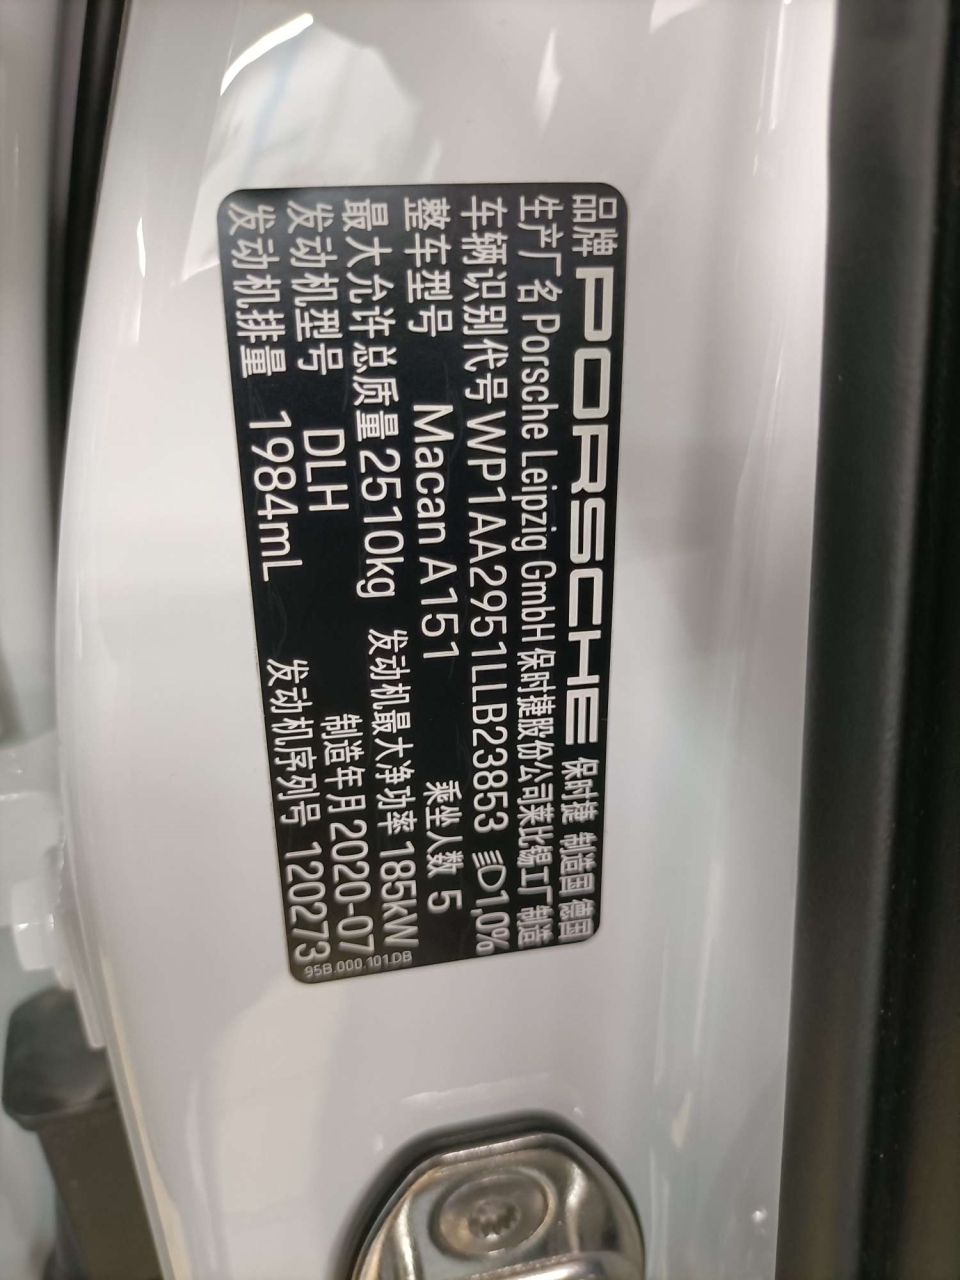 品牌 PORSCHE 保时捷 制造国 德国
生产厂名 Porsche Leipzig GmbH 保时捷股份公司莱比锡工厂 制造
车辆识别代号 WP1AA2951LLB23853 1,0%
整车型号 Macan A151 乘坐人数 5
最大允许总质量 2510kg 发动机最大净功率 185kW
发动机型号 DLH 制造年月 2020-07
发动机排量 1984mL 发动机序列号 120273
95B.000.101.DB